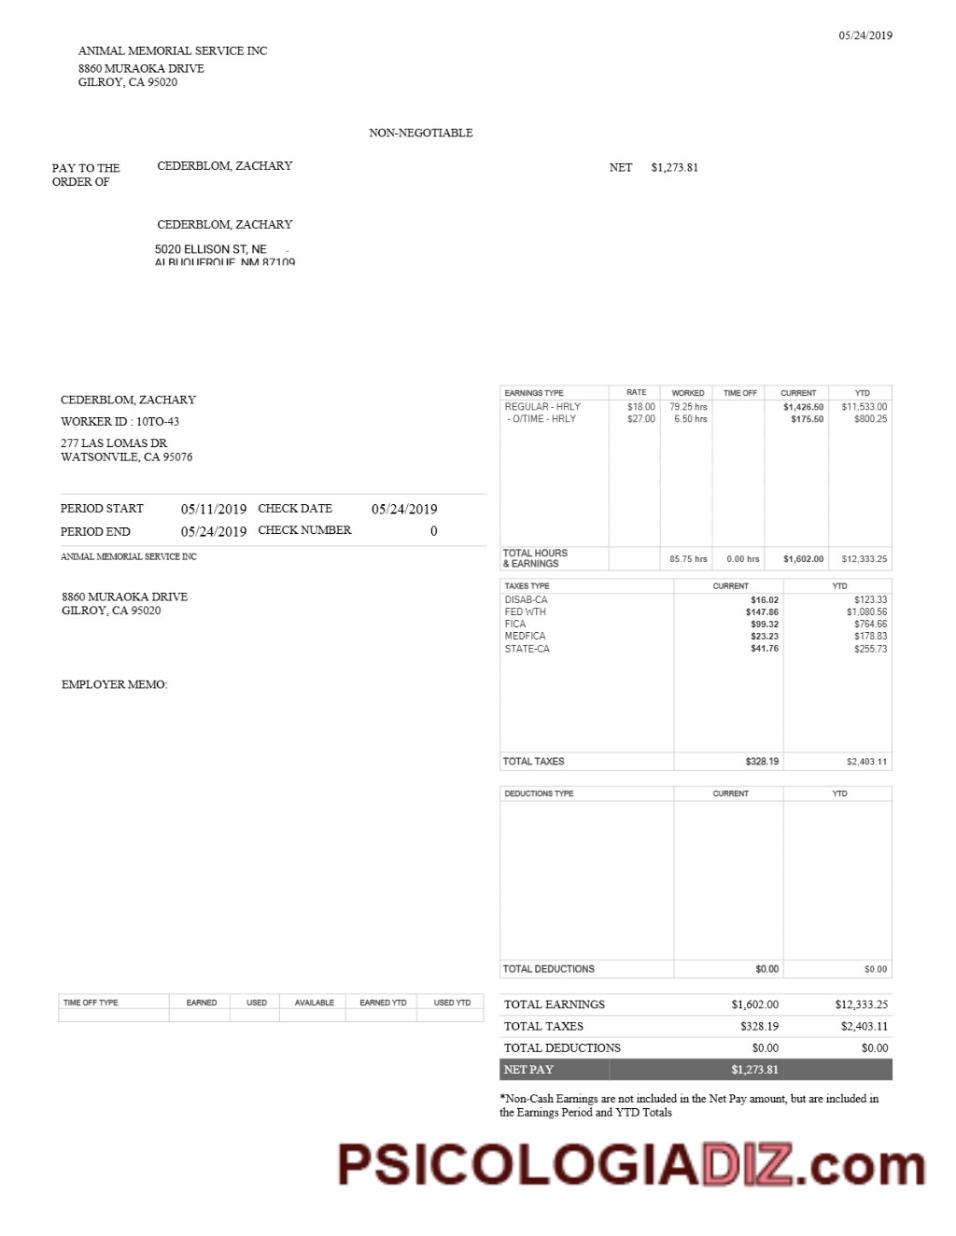 05/24/2019
ANIMAL MEMORIAL SERVICE INC
8860 MURAOKA DRIVE
GILROY, CA 95020
NON-NEGOTIABLE
PAY TO THE ORDER OF CEDERBLOM, ZACHARY NET $1,273.81
CEDERBLOM, ZACHARY
5020 ELLISON ST, NE
ALBUQUERQUE, NM 87109
CEDERBLOM, ZACHARY
WORKER ID : 10TO-43
277 LAS LOMAS DR
WATSONVILE, CA 95076
PERIOD START 05/11/2019 CHECK DATE 05/24/2019
PERIOD END 05/24/2019 CHECK NUMBER 0
ANIMAL MEMORIAL SERVICE INC
8860 MURAOKA DRIVE
GILROY, CA 95020
EMPLOYER MEMO:
EARNINGS TYPE RATE WORKED TIME OFF CURRENT YTD
REGULAR - HRLY $18.00 79.25 hrs $1,426.50 $11,533.00
- O/TIME - HRLY $27.00 6.50 hrs $175.50 $800.25
TOTAL HOURS
& EARNINGS 85.75 hrs 0.00 hrs $1,602.00 $12,333.25
TAXES TYPE CURRENT YTD
DISAB-CA $16.02 $123.33
FED WTH $147.86 $1,080.56
FICA $99.32 $764.66
MEDFICA $23.23 $178.83
STATE-CA $41.76 $255.73
TOTAL TAXES $328.19 $2,403.11
DEDUCTIONS TYPE CURRENT YTD
TOTAL DEDUCTIONS $0.00 $0.00
TIME OFF TYPE EARNED USED AVAILABLE EARNED YTD USED YTD
TOTAL EARNINGS $1,602.00 $12,333.25
TOTAL TAXES $328.19 $2,403.11
TOTAL DEDUCTIONS $0.00 $0.00
NET PAY $1,273.81
*Non-Cash Earnings are not included in the Net Pay amount, but are included in
the Earnings Period and YTD Totals
PSICOLOGIADIZ.com